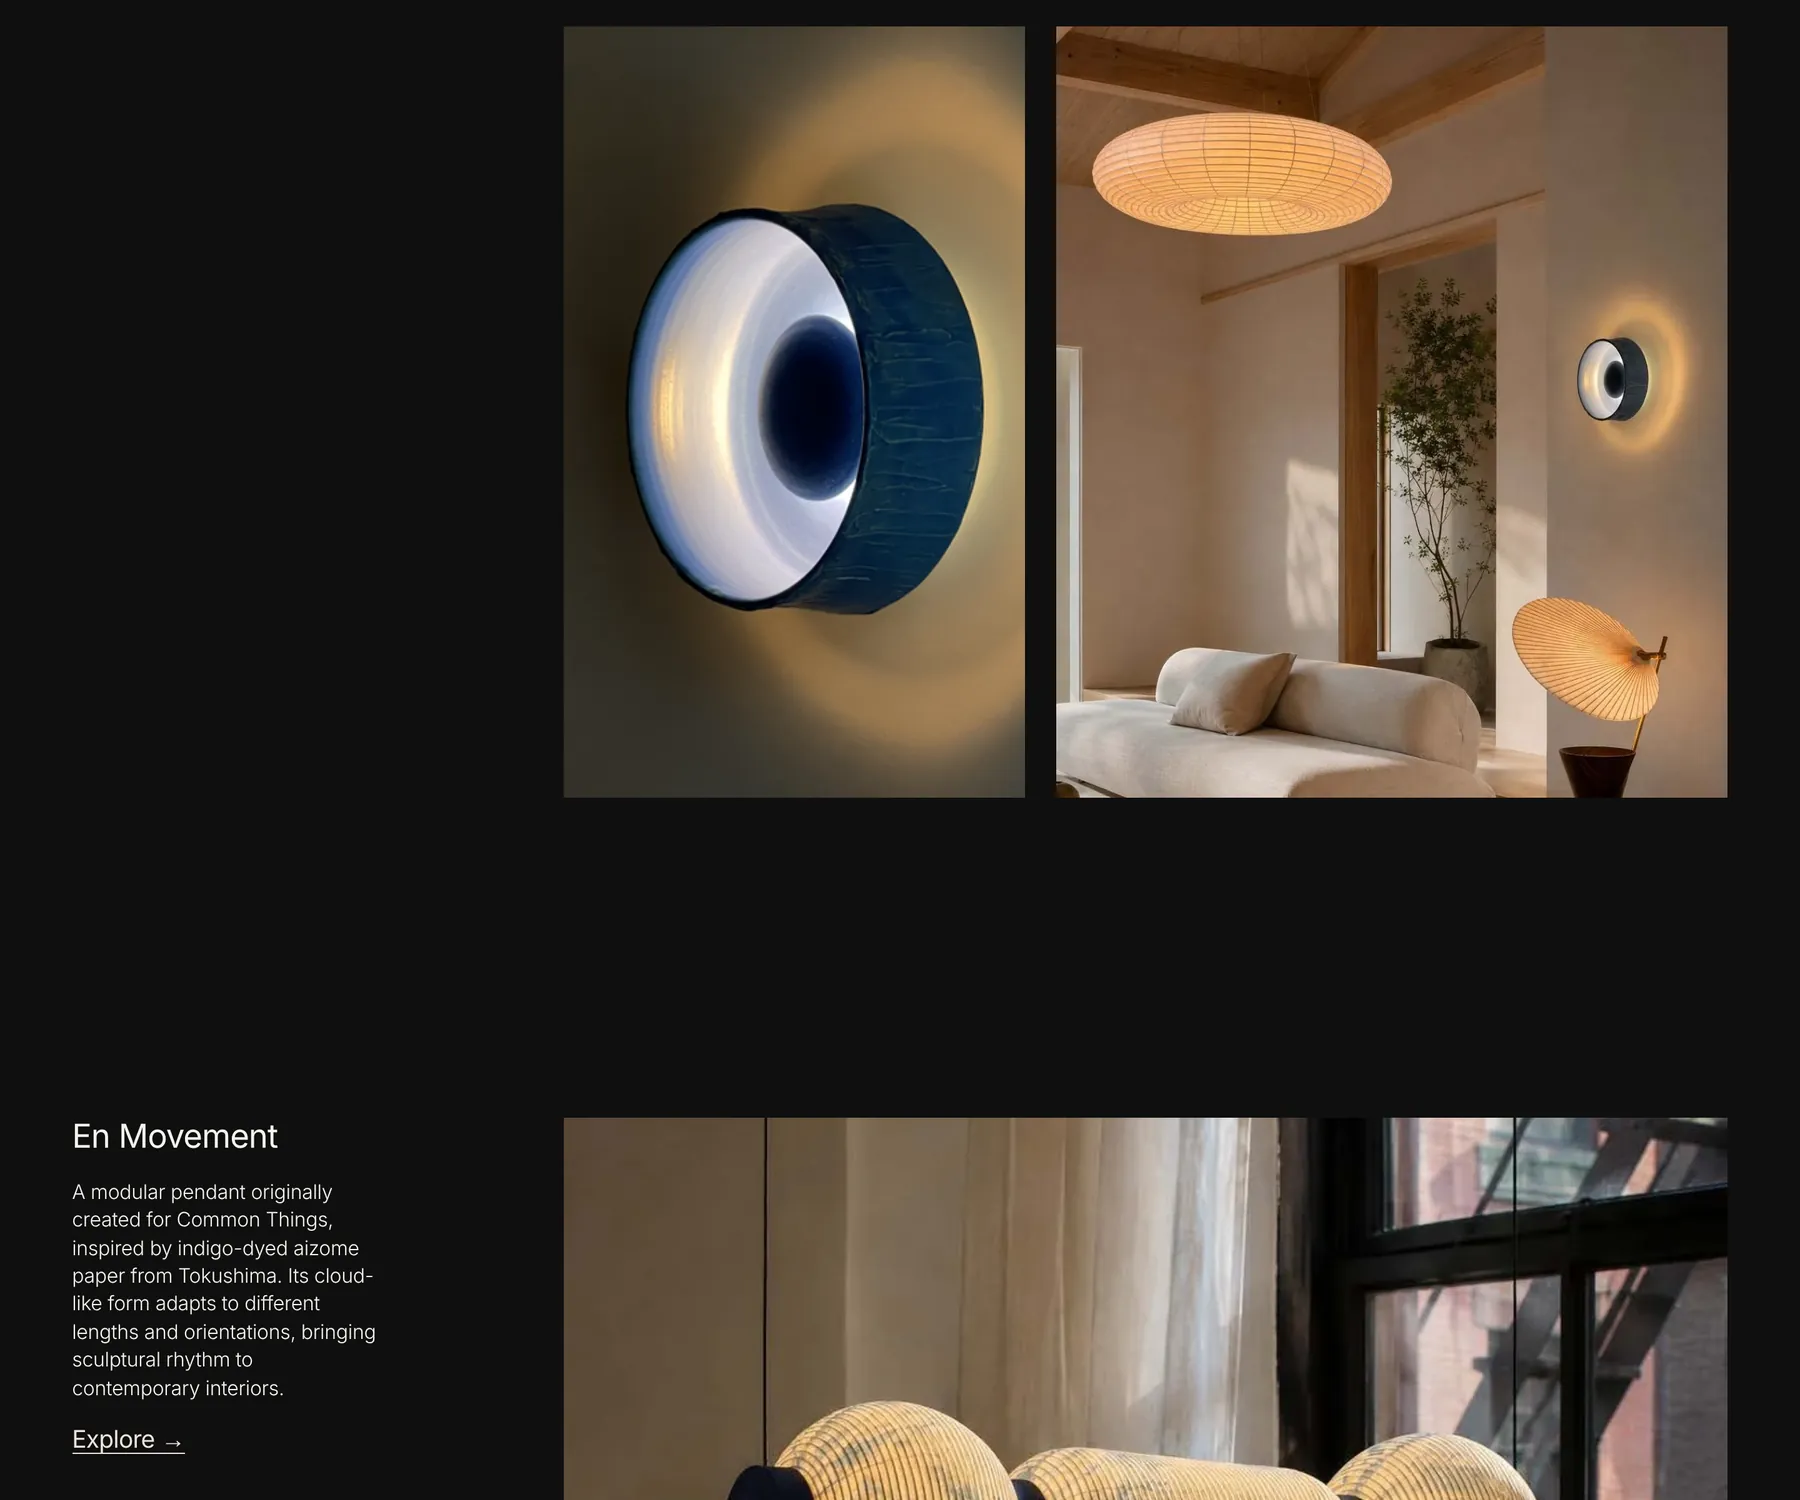 En Movement
A modular pendant originally
created for Common Things,
inspired by indigo-dyed aizome
paper from Tokushima. Its cloud-
like form adapts to different
lengths and orientations, bringing
sculptural rhythm to
contemporary interiors.
Explore →